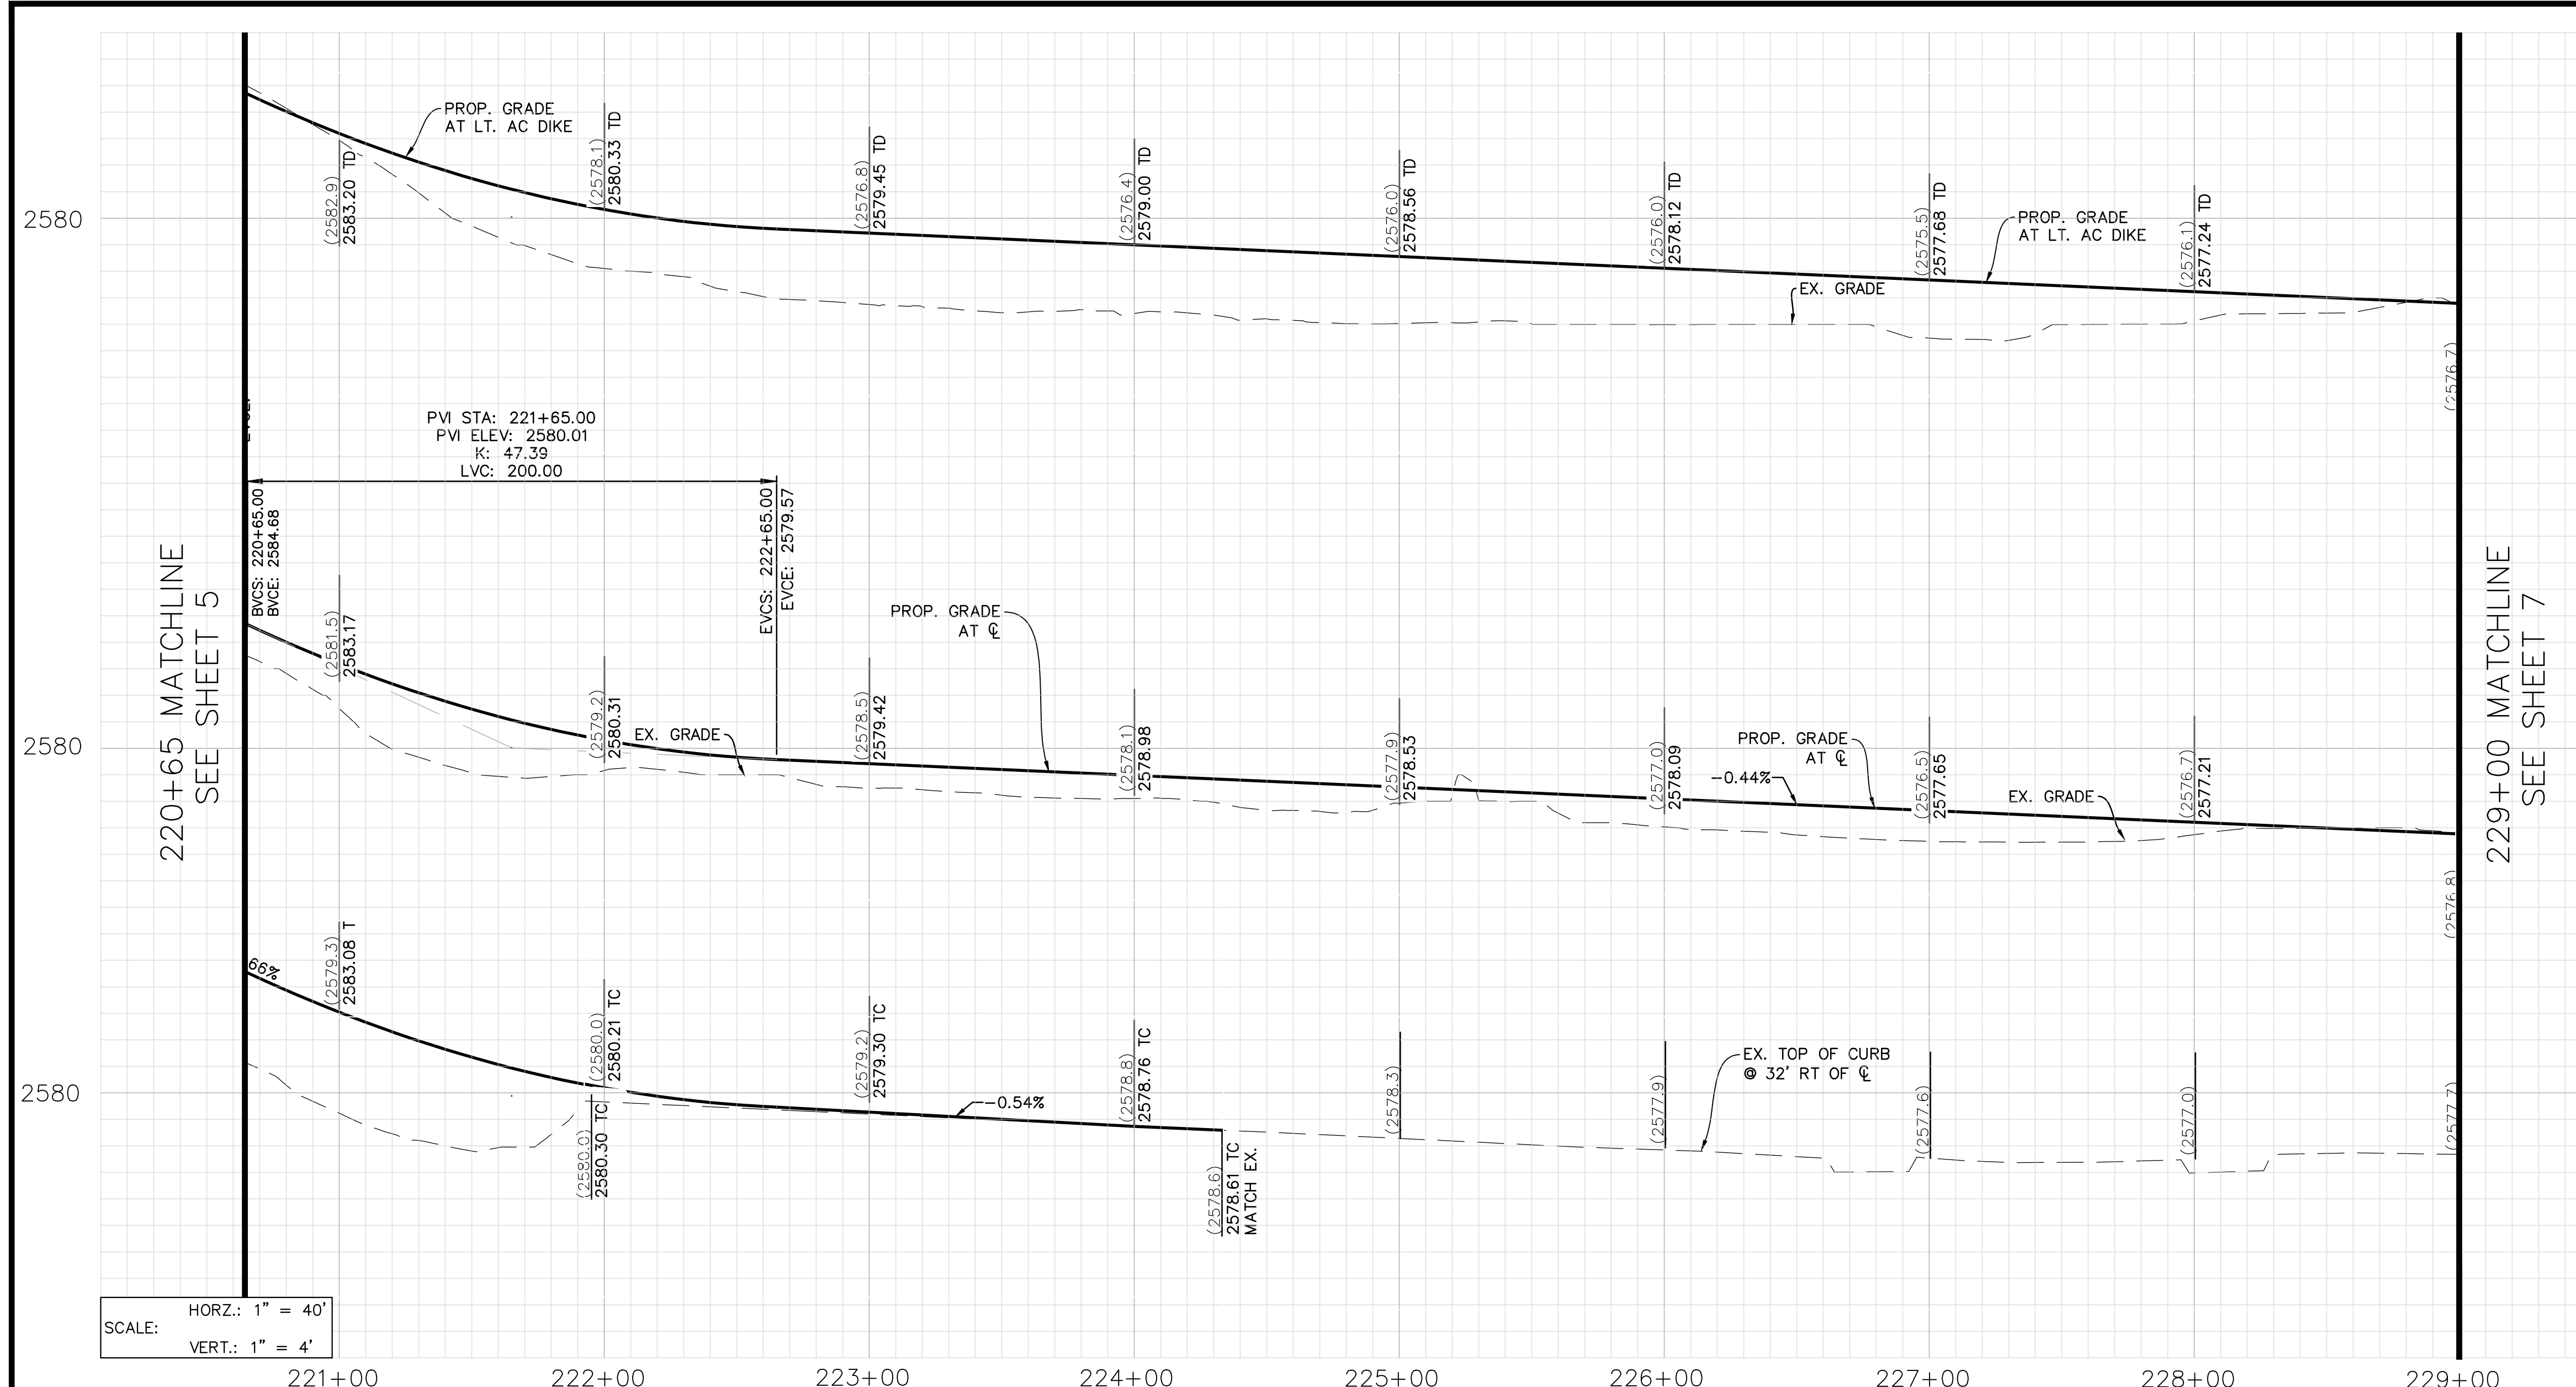 PROP. GRADE
AT LT. AC DIKE
2580
(2582.9)
2583.20 TD
(2578.1)
2580.33 TD
(2576.8)
2579.45 TD
(2576.4)
2579.00 TD
(2576.0)
2578.56 TD
(2576.0)
2578.12 TD
(2575.5)
2577.68 TD
(2576.1)
2577.24 TD
PROP. GRADE
AT LT. AC DIKE
EX. GRADE
(2576.7)
PVI STA: 221+65.00
PVI ELEV: 2580.01
K: 47.39
LVC: 200.00
BVCS: 220+65.00
BVCE: 2584.68
EVCS: 222+65.00
EVCE: 2579.57
220+65 MATCHLINE
SEE SHEET 5
229+00 MATCHLINE
SEE SHEET 7
PROP. GRADE
AT ℄
2580
(2581.5)
2583.17
(2579.2)
2580.31
EX. GRADE
(2578.5)
2579.42
(2578.1)
2578.98
(2577.9)
2578.53
(2577.0)
2578.09
PROP. GRADE
AT ℄
-0.44%
(2576.5)
2577.65
(2576.7)
2577.21
EX. GRADE
(2576.8)
66%
2580
(2579.3)
2583.08 T
(2580.0)
2580.21 TC
(2580.0)
2580.30 TC
(2579.2)
2579.30 TC
-0.54%
(2578.8)
2578.76 TC
(2578.6)
2578.61 TC
MATCH EX.
(2578.3)
(2577.9)
EX. TOP OF CURB
@ 32' RT OF ℄
(2577.6)
(2577.0)
(2577.7)
SCALE:
HORZ.: 1" = 40'
VERT.: 1" = 4'
221+00 222+00 223+00 224+00 225+00 226+00 227+00 228+00 229+00